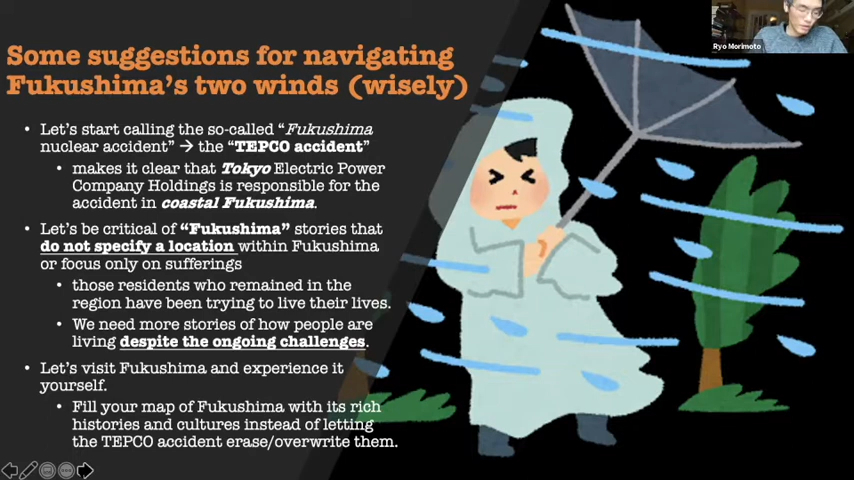 Ryo Morimoto
Some suggestions for navigating
Fukushima's two winds (wisely)
• Let's start calling the so-called "Fukushima
nuclear accident" → the "TEPCO accident"
• makes it clear that Tokyo Electric Power
Company Holdings is responsible for the
accident in coastal Fukushima.
• Let's be critical of "Fukushima" stories that
do not specify a location within Fukushima
or focus only on sufferings
• those residents who remained in the
region have been trying to live their lives.
• We need more stories of how people are
living despite the ongoing challenges.
• Let's visit Fukushima and experience it
yourself.
• Fill your map of Fukushima with its rich
histories and cultures instead of letting
the TEPCO accident erase/overwrite them.